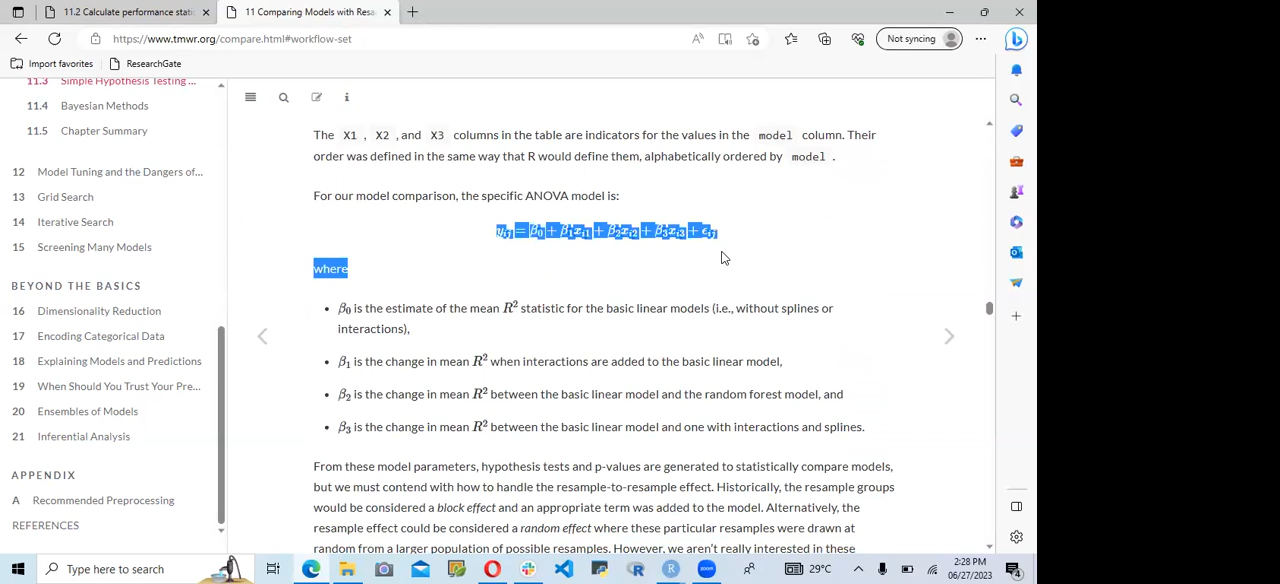 11.2 Calculate performance stati
11 Comparing Models with Resa
https://www.tmwr.org/compare.html#workflow-set
Not syncing
Import favorites
ResearchGate
11.3 Simple Hypothesis Testing ...
11.4 Bayesian Methods
11.5 Chapter Summary
12 Model Tuning and the Dangers of...
13 Grid Search
14 Iterative Search
15 Screening Many Models
BEYOND THE BASICS
16 Dimensionality Reduction
17 Encoding Categorical Data
18 Explaining Models and Predictions
19 When Should You Trust Your Pre...
20 Ensembles of Models
21 Inferential Analysis
APPENDIX
A Recommended Preprocessing
REFERENCES
The X1 , X2 , and X3 columns in the table are indicators for the values in the model column. Their
order was defined in the same way that R would define them, alphabetically ordered by model .
For our model comparison, the specific ANOVA model is:
y_ij = β₀ + β₁x_i1 + β₂x_i2 + β₃x_i3 + ϵ_ij
where
• β₀ is the estimate of the mean R² statistic for the basic linear models (i.e., without splines or
interactions),
• β₁ is the change in mean R² when interactions are added to the basic linear model,
• β₂ is the change in mean R² between the basic linear model and the random forest model, and
• β₃ is the change in mean R² between the basic linear model and one with interactions and splines.
From these model parameters, hypothesis tests and p-values are generated to statistically compare models,
but we must contend with how to handle the resample-to-resample effect. Historically, the resample groups
would be considered a block effect and an appropriate term was added to the model. Alternatively, the
resample effect could be considered a random effect where these particular resamples were drawn at
random from a larger population of possible resamples. However, we aren't really interested in these
Type here to search
29°C
2:28 PM
06/27/2023